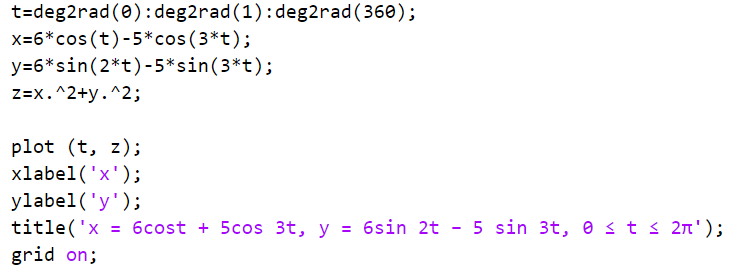 t=deg2rad(0):deg2rad(1):deg2rad(360);
x=6*cos(t)-5*cos(3*t);
y=6*sin(2*t)-5*sin(3*t);
z=x.^2+y.^2;
plot (t, z);
xlabel('x');
ylabel('y');
title('x = 6cost + 5cos 3t, y = 6sin 2t - 5 sin 3t, 0 ≤ t ≤ 2π');
grid on;